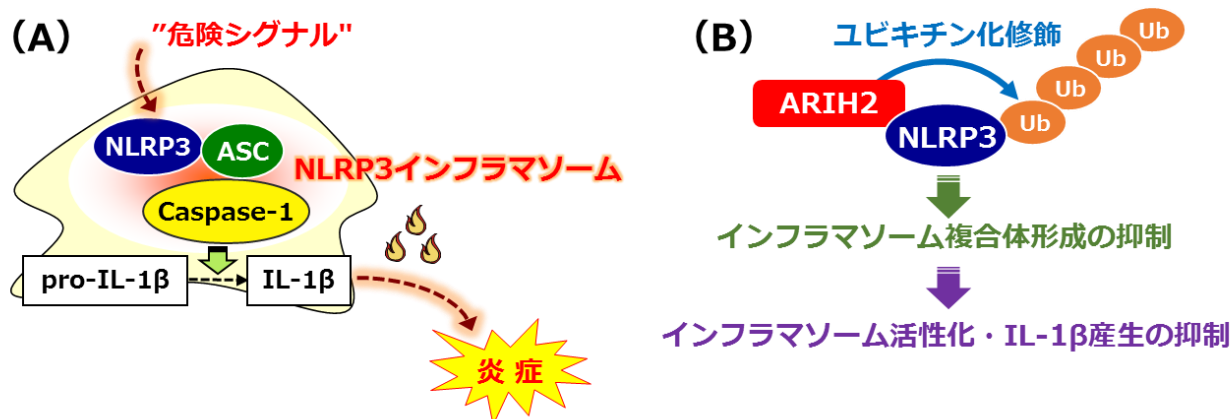 (A)
”危険シグナル"
NLRP3
ASC
NLRP3インフラマソーム
Caspase-1
pro-IL-1β
IL-1β
炎 症
(B)
ユビキチン化修飾
Ub
Ub
Ub
Ub
ARIH2
NLRP3
インフラマソーム複合体形成の抑制
インフラマソーム活性化・IL-1β産生の抑制